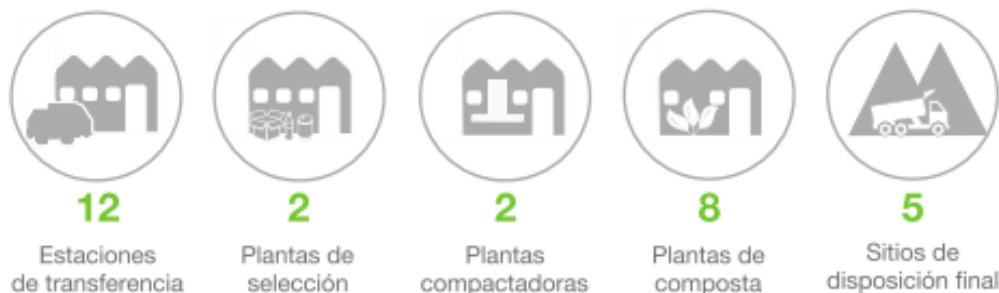 12
Estaciones
de transferencia
2
Plantas de
selección
2
Plantas
compactadoras
8
Plantas de
composta
5
Sitios de
disposición final